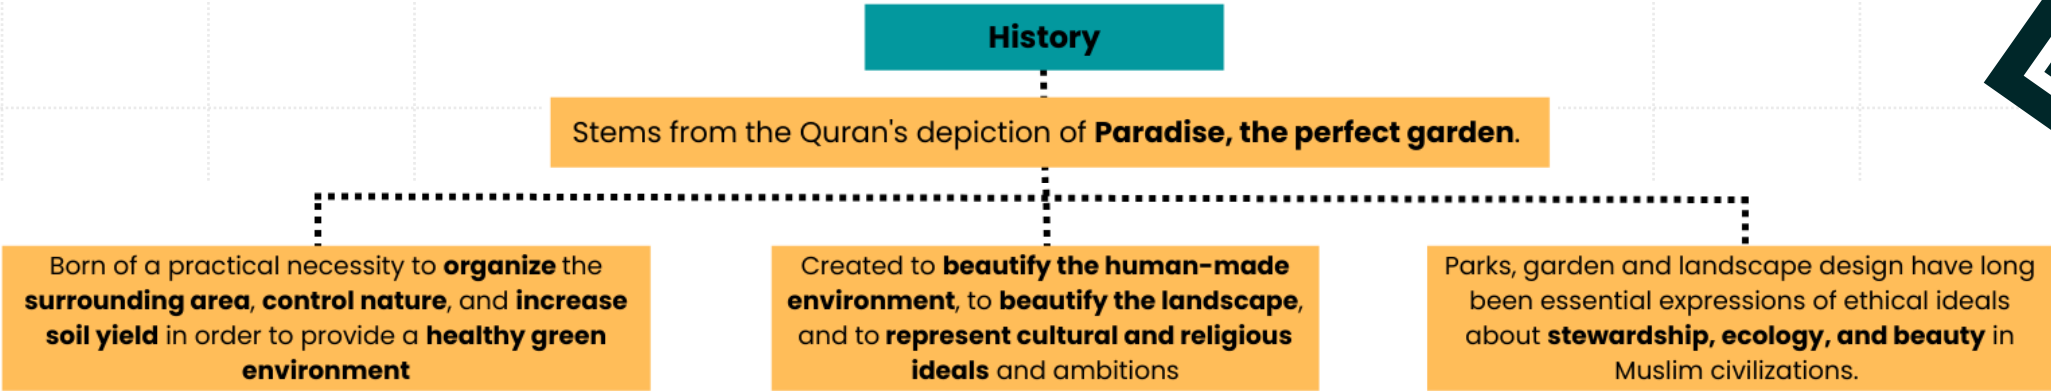 History
Stems from the Quran's depiction of Paradise, the perfect garden.
Born of a practical necessity to organize the
surrounding area, control nature, and increase
soil yield in order to provide a healthy green
environment
Created to beautify the human-made
environment, to beautify the landscape,
and to represent cultural and religious
ideals and ambitions
Parks, garden and landscape design have long
been essential expressions of ethical ideals
about stewardship, ecology, and beauty in
Muslim civilizations.